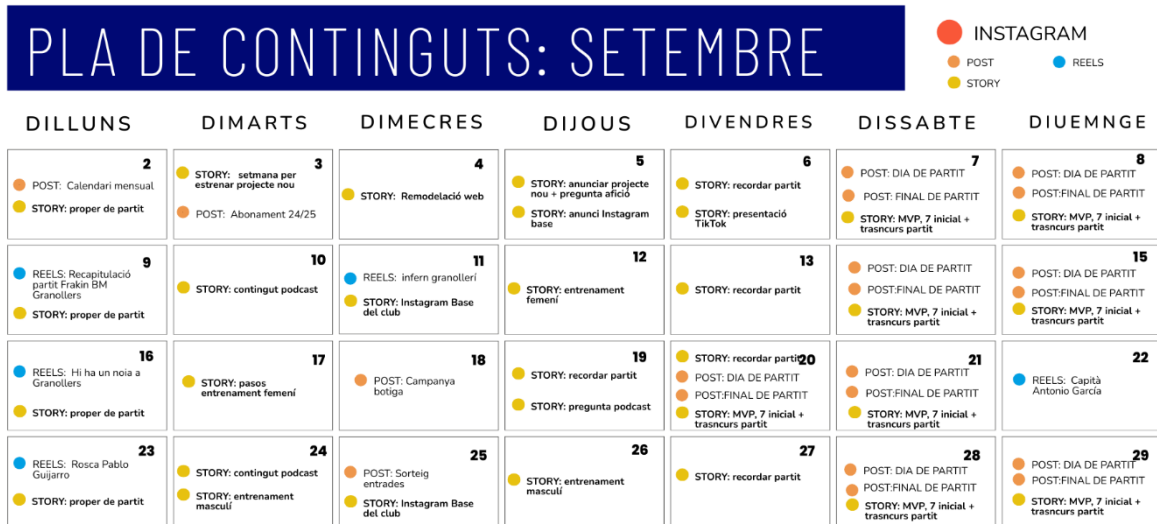 PLA DE CONTINGUTS: SETEMBRE
INSTAGRAM
POST
REELS
STORY
DILLUNS
DIMARTS
DIMECRES
DIJOUS
DIVENDRES
DISSABTE
DIUEMNGE
2
POST: Calendari mensual
STORY: proper de partit
3
STORY: setmana per
estrenar projecte nou
POST: Abonament 24/25
4
STORY: Remodelació web
5
STORY: anunciar projecte
nou + pregunta afició
STORY: anunci Instagram
base
6
STORY: recordar partit
STORY: presentació
TikTok
7
POST: DIA DE PARTIT
POST: FINAL DE PARTIT
STORY: MVP, 7 inicial +
trasncurs partit
8
POST: DIA DE PARTIT
POST:FINAL DE PARTIT
STORY: MVP, 7 inicial +
trasncurs partit
9
REELS: Recapitulació
partit Frakin BM
Granollers
STORY: proper de partit
10
STORY: contingut podcast
11
REELS: infern granollerí
STORY: Instagram Base
del club
12
STORY: entrenament
femení
13
STORY: recordar partit
POST: DIA DE PARTIT
POST:FINAL DE PARTIT
STORY: MVP, 7 inicial +
trasncurs partit
15
POST: DIA DE PARTIT
POST:FINAL DE PARTIT
STORY: MVP, 7 inicial +
trasncurs partit
16
REELS: Hi ha un noia a
Granollers
STORY: proper de partit
17
STORY: pasos
entrenament femení
18
POST: Campanya
botiga
19
STORY: recordar partit
STORY: pregunta podcast
20
STORY: recordar partit
POST: DIA DE PARTIT
POST:FINAL DE PARTIT
STORY: MVP, 7 inicial +
trasncurs partit
21
POST: DIA DE PARTIT
POST:FINAL DE PARTIT
STORY: MVP, 7 inicial +
trasncurs partit
22
REELS: Capità
Antonio García
23
REELS: Rosca Pablo
Guijarro
STORY: proper de partit
24
STORY: contingut podcast
STORY: entrenament
masculí
25
POST: Sorteig
entrades
STORY: Instagram Base
del club
26
STORY: entrenament
masculí
27
STORY: recordar partit
28
POST: DIA DE PARTIT
POST:FINAL DE PARTIT
STORY: MVP, 7 inicial +
trasncurs partit
29
POST: DIA DE PARTIT
POST:FINAL DE PARTIT
STORY: MVP, 7 inicial +
trasncurs partit